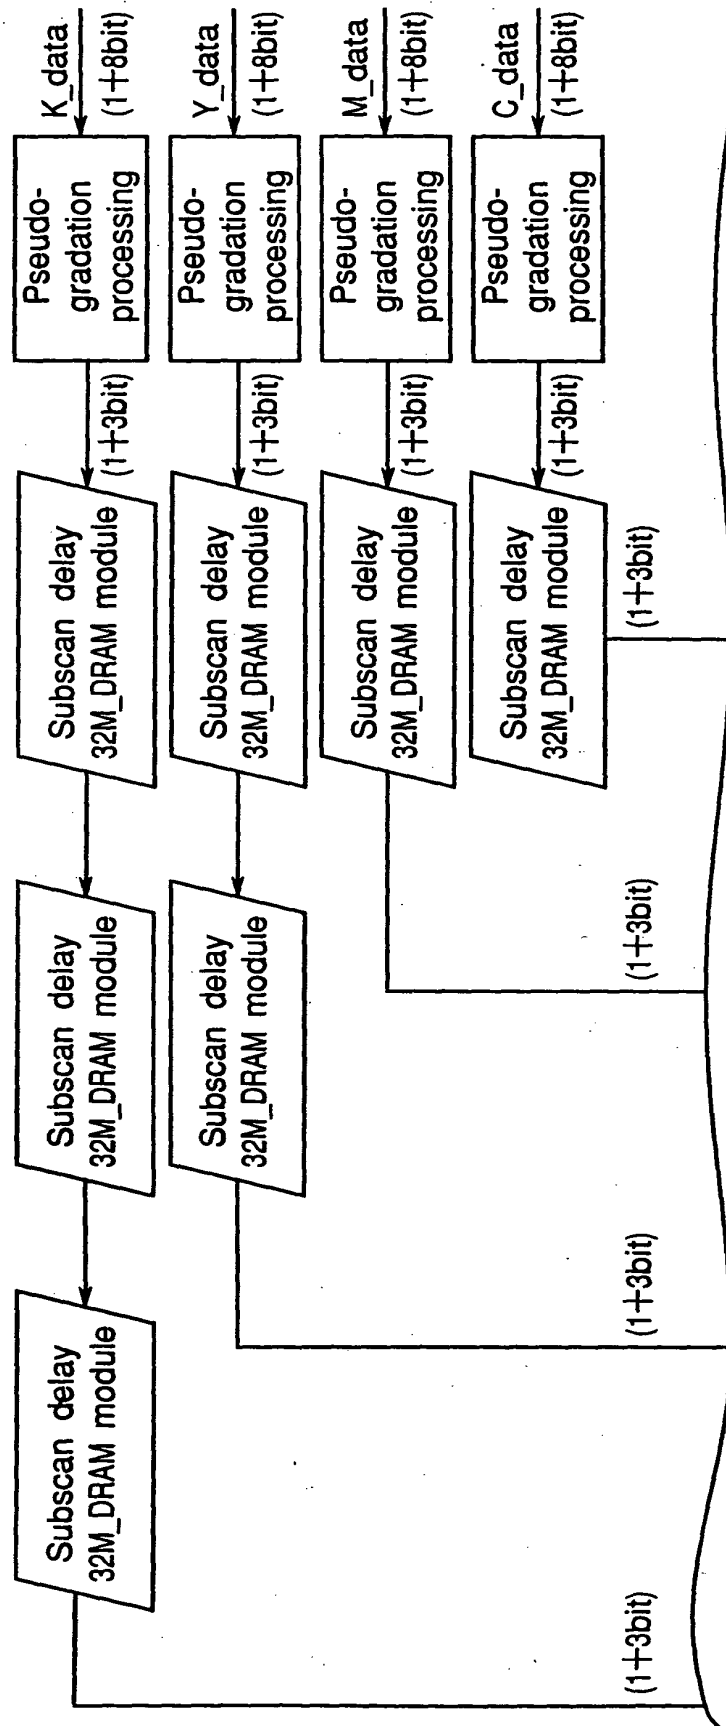 Subscan delay
32M_DRAM module
Subscan delay
32M_DRAM module
Subscan delay
32M_DRAM module
(1+3bit)
Pseudo-
gradation
processing
K_data
(1+8bit)
Subscan delay
32M_DRAM module
Subscan delay
32M_DRAM module
(1+3bit)
Pseudo-
gradation
processing
Y_data
(1+8bit)
Subscan delay
32M_DRAM module
(1+3bit)
Pseudo-
gradation
processing
M_data
(1+8bit)
Subscan delay
32M_DRAM module
(1+3bit)
Pseudo-
gradation
processing
C_data
(1+8bit)
(1+3bit)
(1+3bit)
(1+3bit)
(1+3bit)